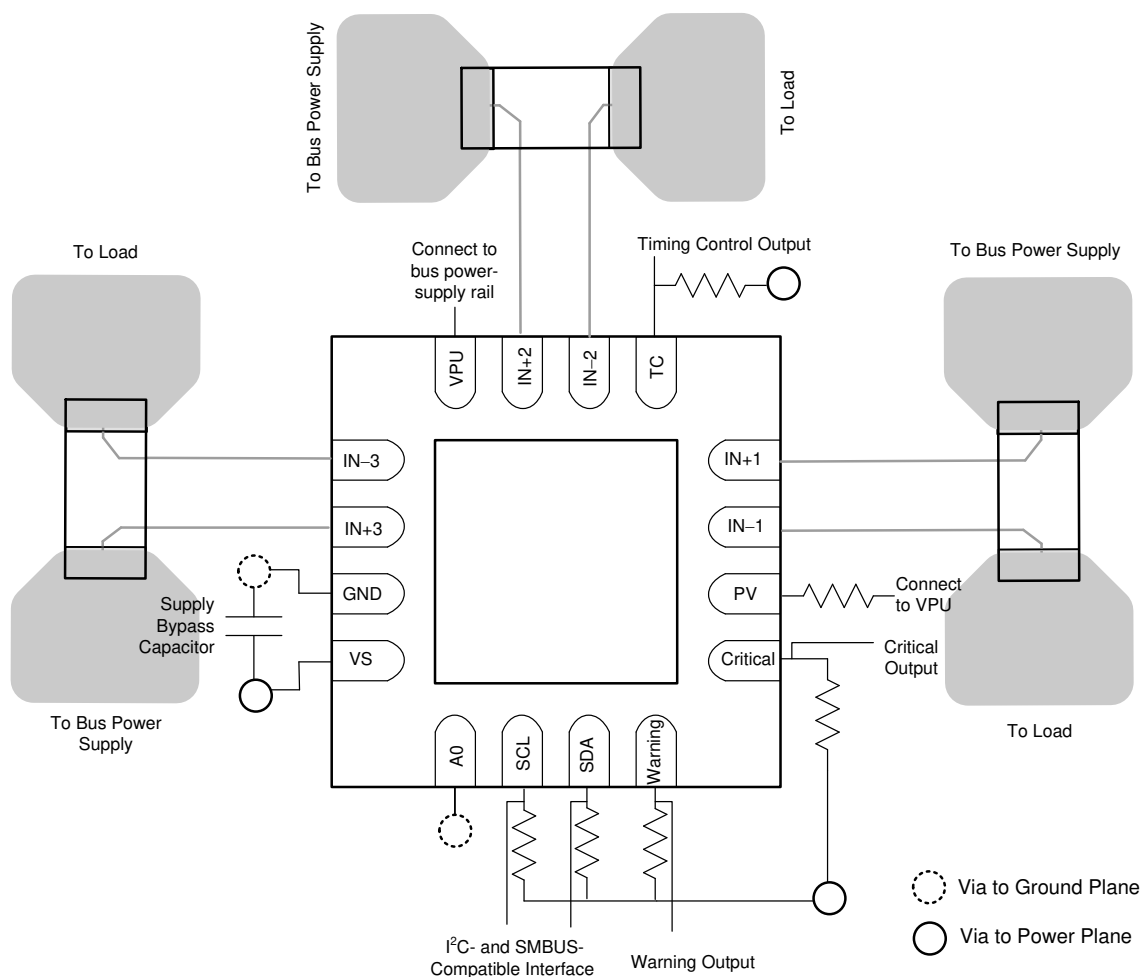 To Bus Power Supply
To Load
To Load
Connect to
bus power-
supply rail
Timing Control Output
To Bus Power Supply
VPU
IN+2
IN–2
TC
IN–3
IN+1
IN+3
IN–1
GND
PV
Connect
to VPU
Supply
Bypass
Capacitor
VS
Critical
Critical
Output
To Bus Power
Supply
To Load
A0
SCL
SDA
Warning
Via to Ground Plane
Via to Power Plane
I²C- and SMBUS-
Compatible Interface
Warning Output